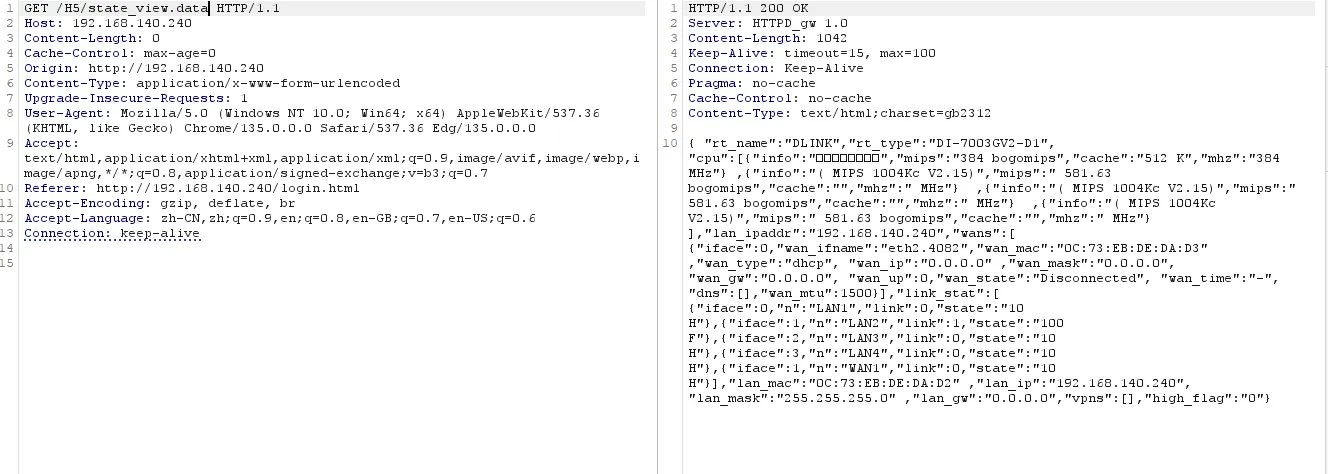 1 GET /H5/state_view.data HTTP/1.1
2 Host: 192.168.140.240
3 Content-Length: 0
4 Cache-Control: max-age=0
5 Origin: http://192.168.140.240
6 Content-Type: application/x-www-form-urlencoded
7 Upgrade-Insecure-Requests: 1
8 User-Agent: Mozilla/5.0 (Windows NT 10.0; Win64; x64) AppleWebKit/537.36
(KHTML, like Gecko) Chrome/135.0.0.0 Safari/537.36 Edg/135.0.0.0
9 Accept:
text/html,application/xhtml+xml,application/xml;q=0.9,image/avif,image/webp,i
mage/apng,*/*;q=0.8,application/signed-exchange;v=b3;q=0.7
10 Referer: http://192.168.140.240/login.html
11 Accept-Encoding: gzip, deflate, br
12 Accept-Language: zh-CN,zh;q=0.9,en;q=0.8,en-GB;q=0.7,en-US;q=0.6
13 Connection: keep-alive
14
15
1 HTTP/1.1 200 OK
2 Server: HTTPD_gw 1.0
3 Content-Length: 1042
4 Keep-Alive: timeout=15, max=100
5 Connection: Keep-Alive
6 Pragma: no-cache
7 Cache-Control: no-cache
8 Content-Type: text/html;charset=gb2312
9
10 { "rt_name":"DLINK","rt_type":"DI-7003GV2-D1",
"cpu":[{"info":"□□□□□□□□","mips":"384 bogomips","cache":"512 K","mhz":"384
MHz"} ,{"info":"( MIPS 1004Kc V2.15)","mips":" 581.63
bogomips","cache":"","mhz":" MHz"}  ,{"info":"( MIPS 1004Kc V2.15)","mips":"
581.63 bogomips","cache":"","mhz":" MHz"}  ,{"info":"( MIPS 1004Kc
V2.15)","mips":" 581.63 bogomips","cache":"","mhz":" MHz"}
],"lan_ipaddr":"192.168.140.240","wans":[
{"iface":0,"wan_ifname":"eth2.4082","wan_mac":"0C:73:EB:DE:DA:D3"
,"wan_type":"dhcp", "wan_ip":"0.0.0.0" ,"wan_mask":"0.0.0.0",
"wan_gw":"0.0.0.0", "wan_up":0,"wan_state":"Disconnected", "wan_time":"-",
"dns":[],"wan_mtu":1500}],"link_stat":[
{"iface":0,"n":"LAN1","link":0,"state":"10
H"},{"iface":1,"n":"LAN2","link":1,"state":"100
F"},{"iface":2,"n":"LAN3","link":0,"state":"10
H"},{"iface":3,"n":"LAN4","link":0,"state":"10
H"},{"iface":1,"n":"WAN1","link":0,"state":"10
H"}],"lan_mac":"0C:73:EB:DE:DA:D2" ,"lan_ip":"192.168.140.240",
"lan_mask":"255.255.255.0" ,"lan_gw":"0.0.0.0","vpns":[],"high_flag":"0"}